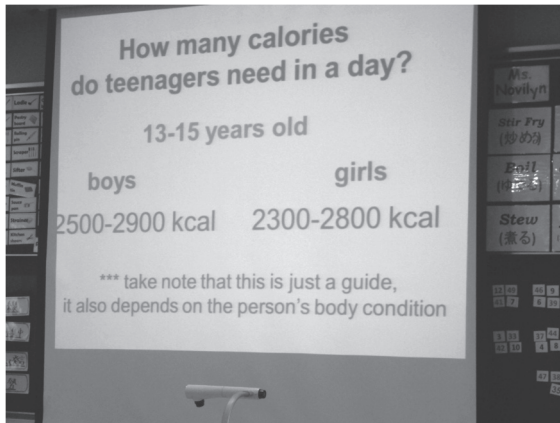 How many calories
do teenagers need in a day?
13-15 years old
boys
girls
2500-2900 kcal
2300-2800 kcal
*** take note that this is just a guide,
it also depends on the person's body condition
Ms.
Novilyn
Stir Fry
(炒める)
Boil
Stew
(煮る)
Ladle